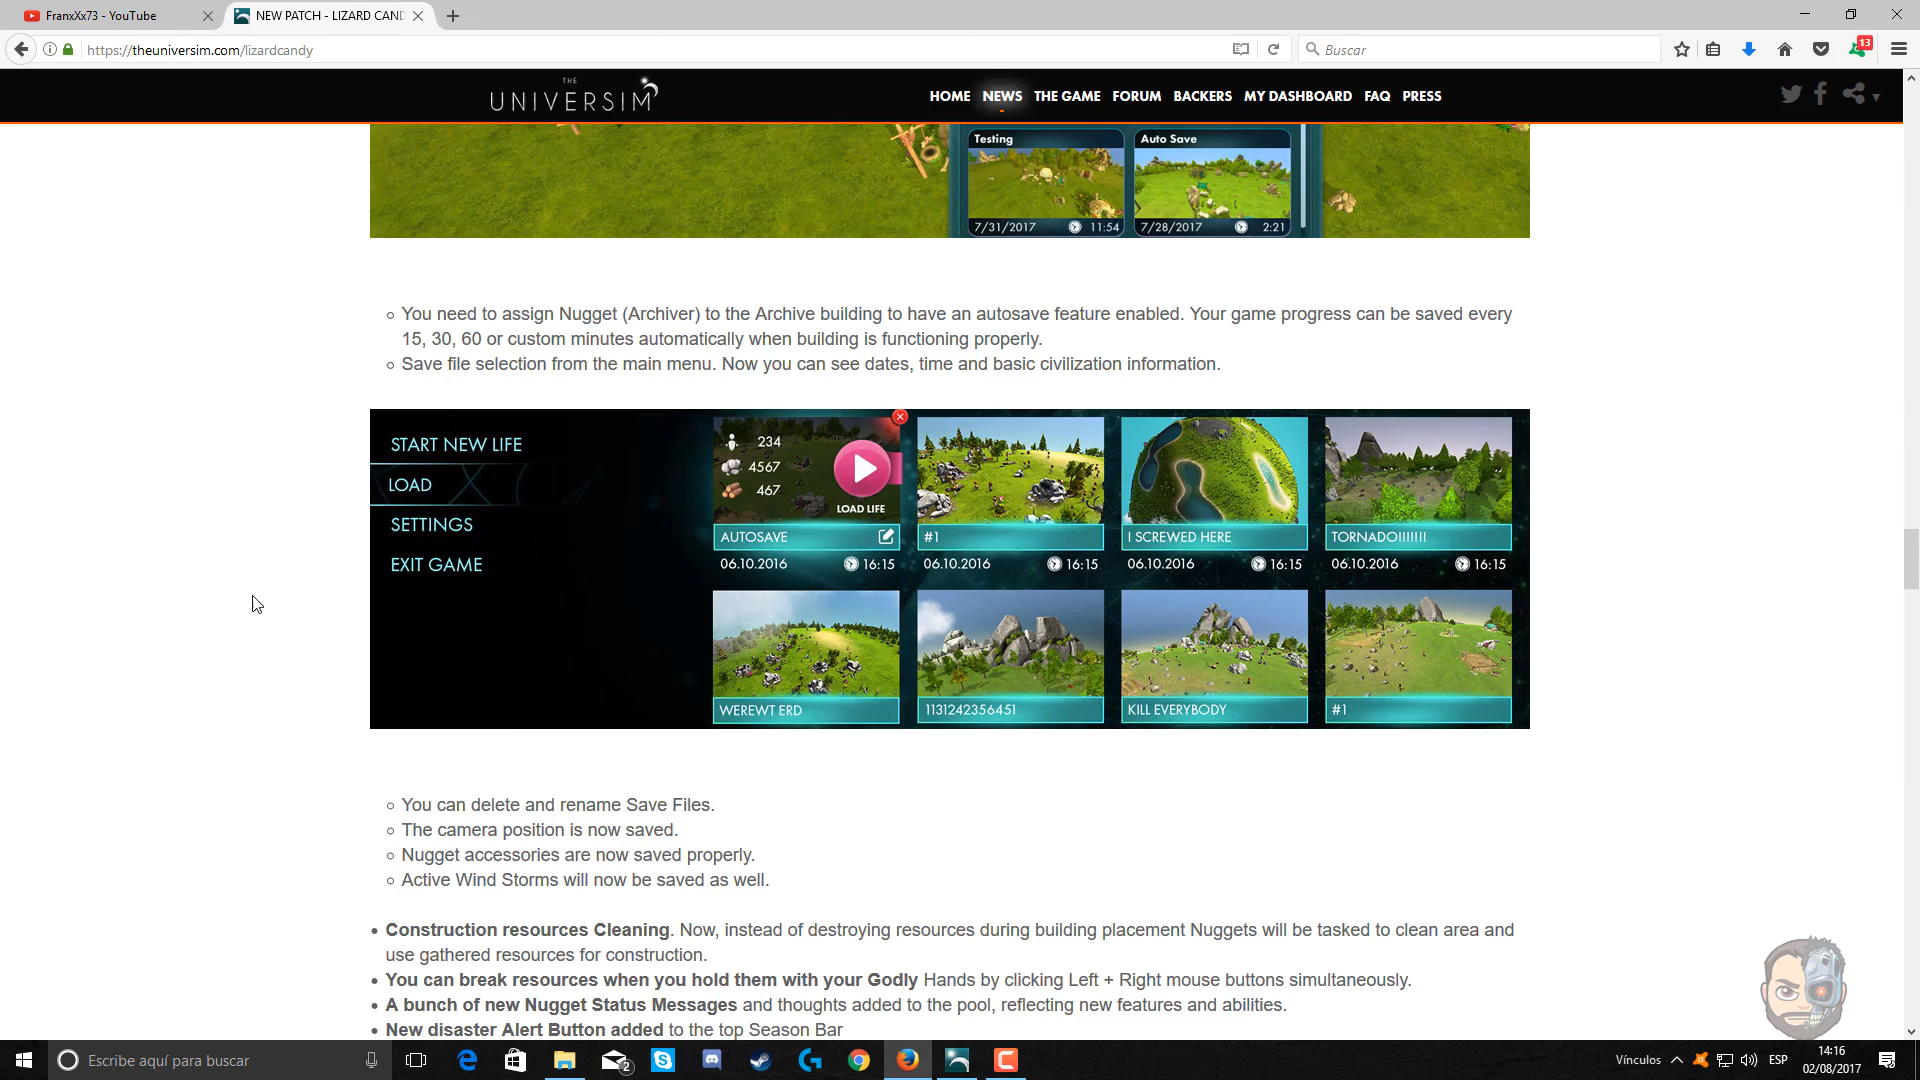 FranxXx73 - YouTube
NEW PATCH - LIZARD CAND
https://theuniversim.com/lizardcandy
Buscar
13
THE
UNIVERSIM
HOME NEWS THE GAME FORUM BACKERS MY DASHBOARD FAQ PRESS
Testing
Auto Save
7/31/2017 11:54
7/28/2017 2:21
You need to assign Nugget (Archiver) to the Archive building to have an autosave feature enabled. Your game progress can be saved every
15, 30, 60 or custom minutes automatically when building is functioning properly.
Save file selection from the main menu. Now you can see dates, time and basic civilization information.
START NEW LIFE
LOAD
SETTINGS
EXIT GAME
234
4567
467
LOAD LIFE
AUTOSAVE
#1
I SCREWED HERE
TORNADO!!!!!!!
06.10.2016 16:15
06.10.2016 16:15
06.10.2016 16:15
06.10.2016 16:15
WEREWT ERD
1131242356451
KILL EVERYBODY
#1
You can delete and rename Save Files.
The camera position is now saved.
Nugget accessories are now saved properly.
Active Wind Storms will now be saved as well.
Construction resources Cleaning. Now, instead of destroying resources during building placement Nuggets will be tasked to clean area and
use gathered resources for construction.
You can break resources when you hold them with your Godly Hands by clicking Left + Right mouse buttons simultaneously.
A bunch of new Nugget Status Messages and thoughts added to the pool, reflecting new features and abilities.
New disaster Alert Button added to the top Season Bar
Escribe aquí para buscar
2
Vínculos
ESP
14:16
02/08/2017